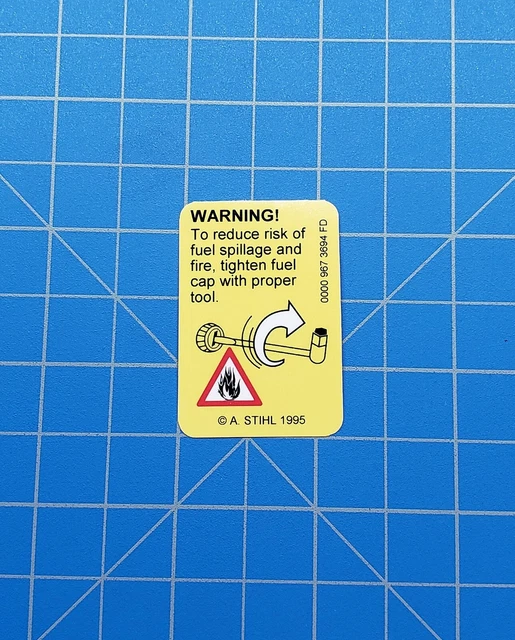 WARNING!
To reduce risk of
fuel spillage and
fire, tighten fuel
cap with proper
tool.
0000 967 3694 FD
© A. STIHL 1995